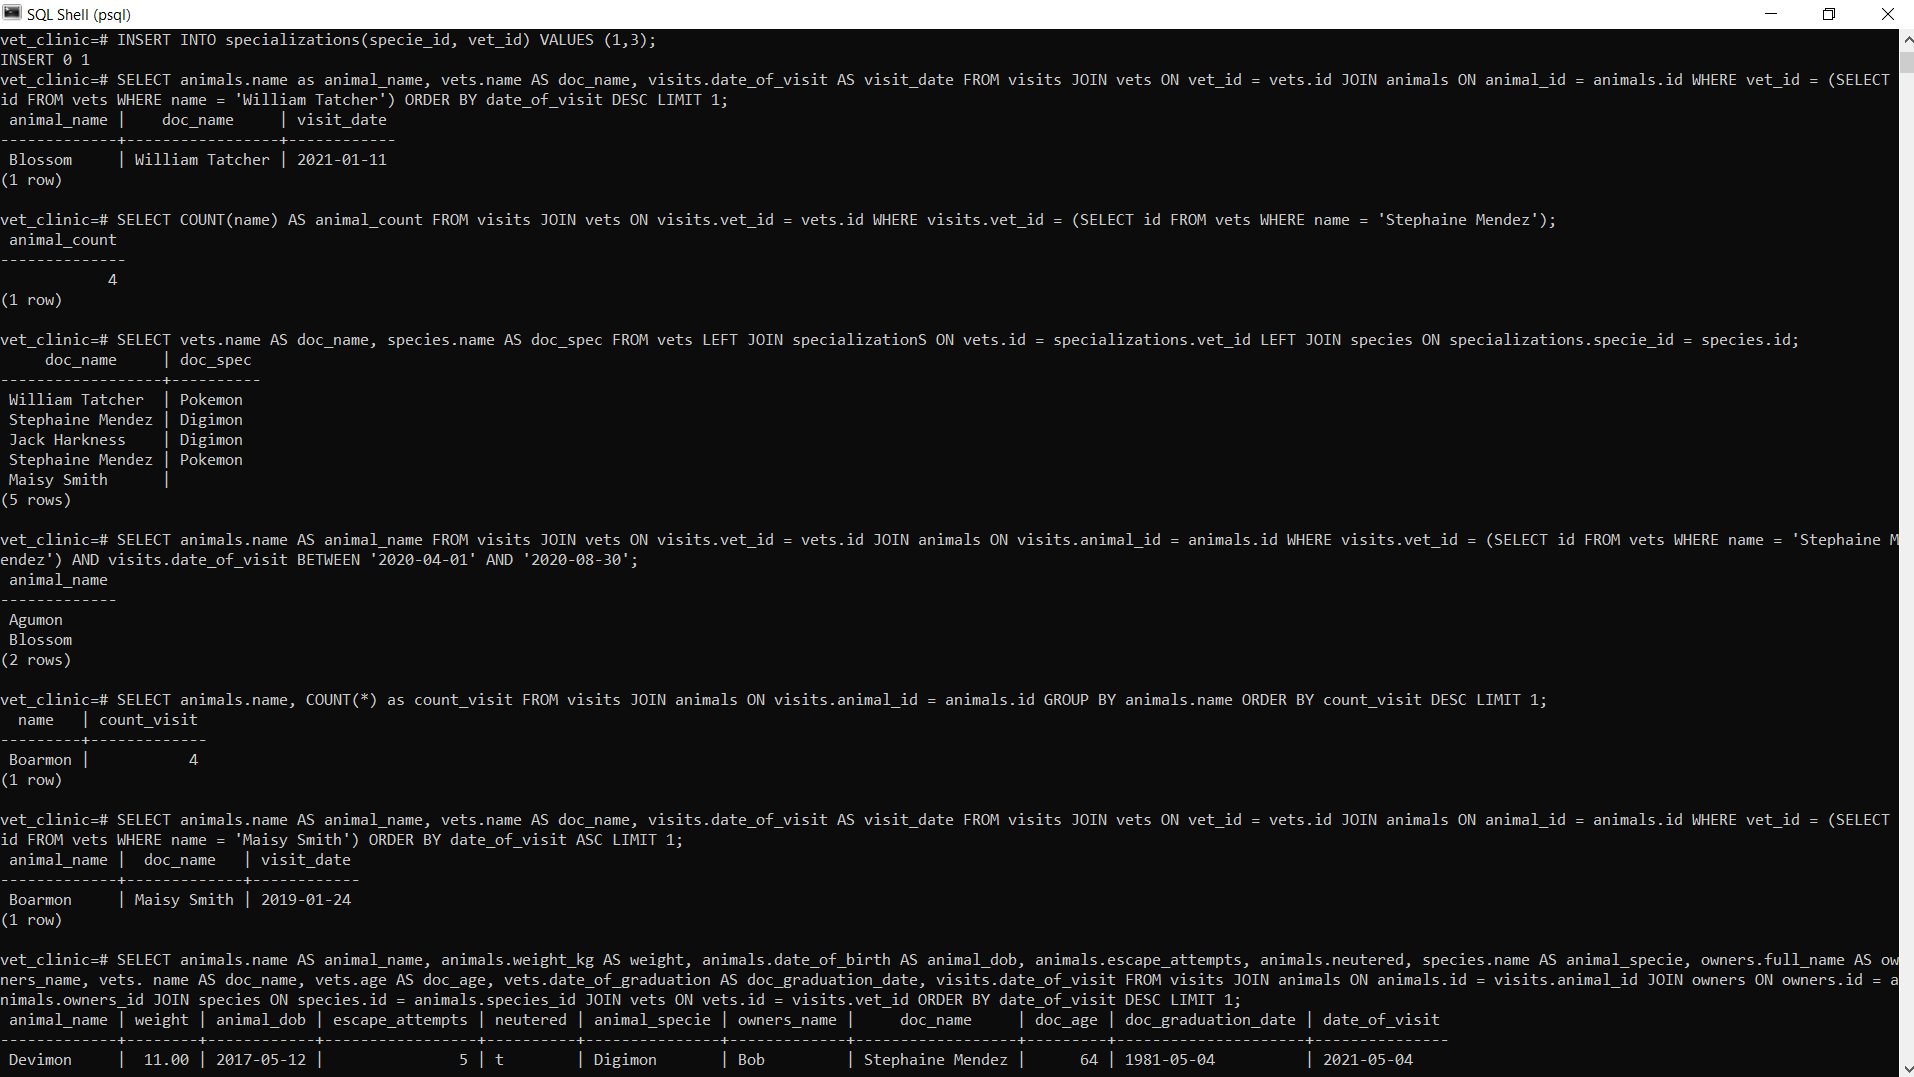 SQL Shell (psql)
vet_clinic=# INSERT INTO specializations(specie_id, vet_id) VALUES (1,3);
INSERT 0 1
vet_clinic=# SELECT animals.name as animal_name, vets.name AS doc_name, visits.date_of_visit AS visit_date FROM visits JOIN vets ON vet_id = vets.id JOIN animals ON animal_id = animals.id WHERE vet_id = (SELECT
id FROM vets WHERE name = 'William Tatcher') ORDER BY date_of_visit DESC LIMIT 1;
 animal_name |    doc_name     | visit_date
-------------+-----------------+------------
 Blossom     | William Tatcher | 2021-01-11
(1 row)

vet_clinic=# SELECT COUNT(name) AS animal_count FROM visits JOIN vets ON visits.vet_id = vets.id WHERE visits.vet_id = (SELECT id FROM vets WHERE name = 'Stephaine Mendez');
 animal_count
--------------
            4
(1 row)

vet_clinic=# SELECT vets.name AS doc_name, species.name AS doc_spec FROM vets LEFT JOIN specializationS ON vets.id = specializations.vet_id LEFT JOIN species ON specializations.specie_id = species.id;
     doc_name     | doc_spec
------------------+----------
 William Tatcher  | Pokemon
 Stephaine Mendez | Digimon
 Jack Harkness    | Digimon
 Stephaine Mendez | Pokemon
 Maisy Smith      |
(5 rows)

vet_clinic=# SELECT animals.name AS animal_name FROM visits JOIN vets ON visits.vet_id = vets.id JOIN animals ON visits.animal_id = animals.id WHERE visits.vet_id = (SELECT id FROM vets WHERE name = 'Stephaine M
endez') AND visits.date_of_visit BETWEEN '2020-04-01' AND '2020-08-30';
 animal_name
-------------
 Agumon
 Blossom
(2 rows)

vet_clinic=# SELECT animals.name, COUNT(*) as count_visit FROM visits JOIN animals ON visits.animal_id = animals.id GROUP BY animals.name ORDER BY count_visit DESC LIMIT 1;
  name   | count_visit
---------+-------------
 Boarmon |           4
(1 row)

vet_clinic=# SELECT animals.name AS animal_name, vets.name AS doc_name, visits.date_of_visit AS visit_date FROM visits JOIN vets ON vet_id = vets.id JOIN animals ON animal_id = animals.id WHERE vet_id = (SELECT
id FROM vets WHERE name = 'Maisy Smith') ORDER BY date_of_visit ASC LIMIT 1;
 animal_name |  doc_name   | visit_date
-------------+-------------+------------
 Boarmon     | Maisy Smith | 2019-01-24
(1 row)

vet_clinic=# SELECT animals.name AS animal_name, animals.weight_kg AS weight, animals.date_of_birth AS animal_dob, animals.escape_attempts, animals.neutered, species.name AS animal_specie, owners.full_name AS ow
ners_name, vets. name AS doc_name, vets.age AS doc_age, vets.date_of_graduation AS doc_graduation_date, visits.date_of_visit FROM visits JOIN animals ON animals.id = visits.animal_id JOIN owners ON owners.id = a
nimals.owners_id JOIN species ON species.id = animals.species_id JOIN vets ON vets.id = visits.vet_id ORDER BY date_of_visit DESC LIMIT 1;
 animal_name | weight | animal_dob | escape_attempts | neutered | animal_specie | owners_name |     doc_name     | doc_age | doc_graduation_date | date_of_visit
-------------+--------+------------+-----------------+----------+---------------+-------------+------------------+---------+---------------------+---------------
 Devimon     |  11.00 | 2017-05-12 |               5 | t        | Digimon       | Bob         | Stephaine Mendez |      64 | 1981-05-04          | 2021-05-04